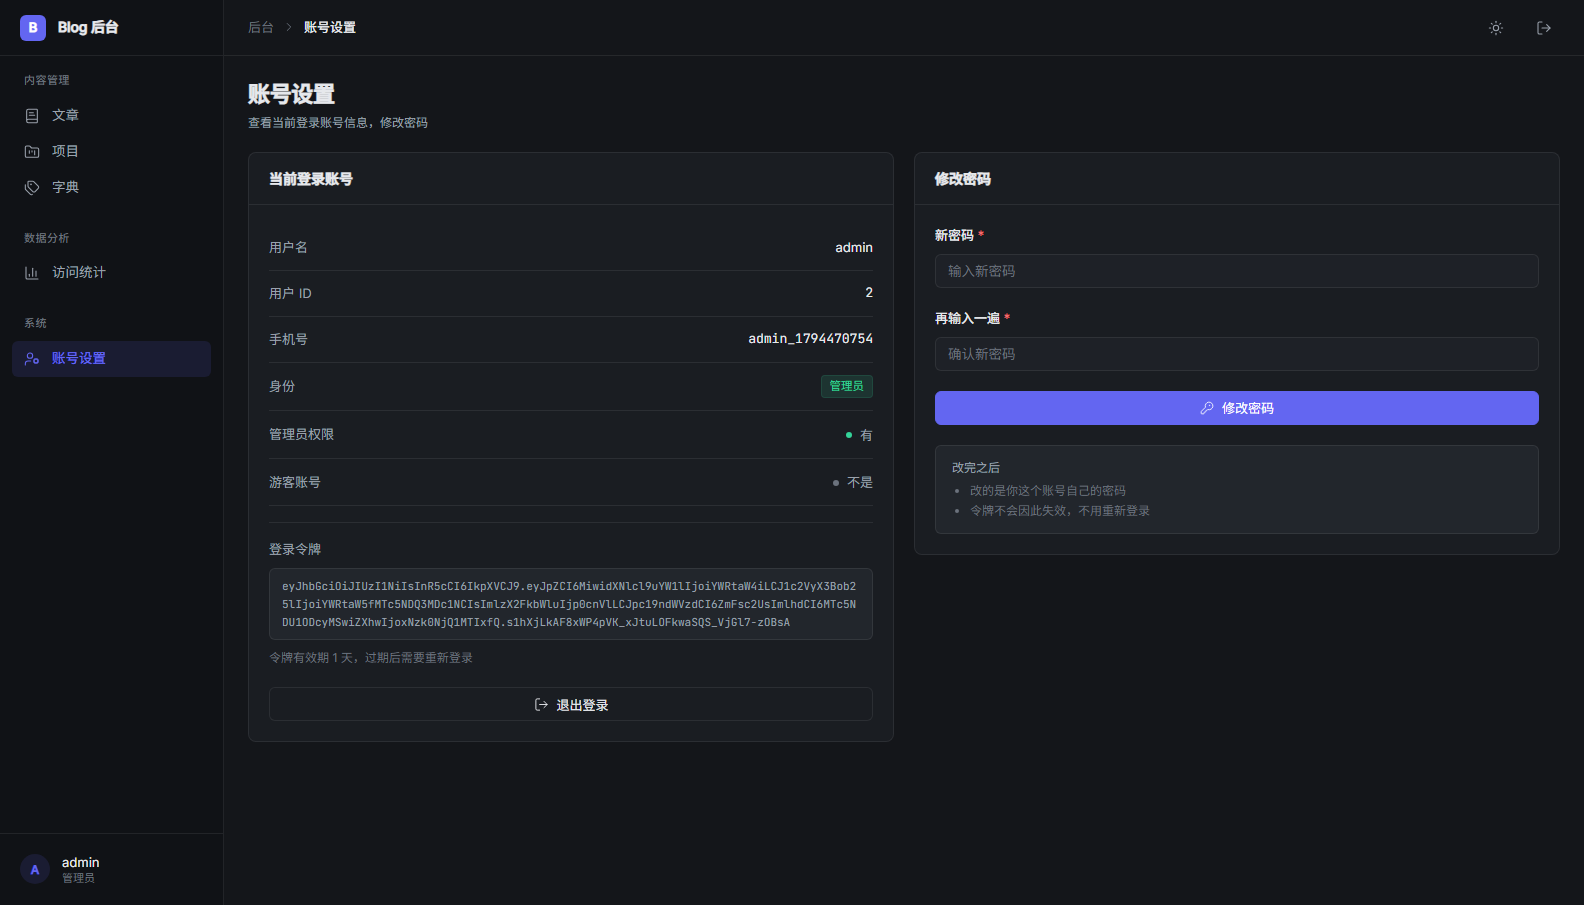 B Blog 后台
后台 > 账号设置
内容管理
文章
项目
字典
数据分析
访问统计
系统
账号设置
A admin
管理员
账号设置
查看当前登录账号信息，修改密码
当前登录账号
用户名 admin
用户 ID 2
手机号 admin_1794470754
身份 管理员
管理员权限 有
游客账号 不是
登录令牌
eyJhbGciOiJIUzI1NiIsInR5cCI6IkpXVCJ9.eyJpZCI6MiwidXNlcl9uYW1lIjoiYWRtaW4iLCJ1c2VyX3Bob2
5lIjoiYWRtaW5fMTc5NDQ3MDc1NCIsImlzX2FkbWluIjp0cnVlLCJpc19ndWVzdCI6ZmFsc2UsImlhdCI6MTc5N
DU1ODcyMSwiZXhwIjoxNzk0NjQ1MTIxfQ.s1hXjLkAF8xWP4pVK_xJtuLOFkwaSQS_VjGl7-zOBsA
令牌有效期 1 天，过期后需要重新登录
退出登录
修改密码
新密码 *
输入新密码
再输入一遍 *
确认新密码
修改密码
改完之后
• 改的是你这个账号自己的密码
• 令牌不会因此失效，不用重新登录